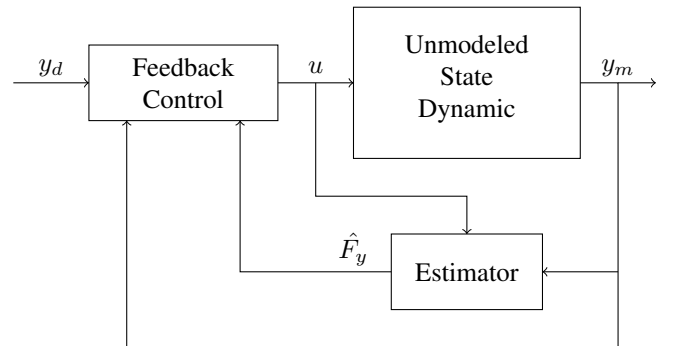 y_d
Feedback
Control
u
Unmodeled
State
Dynamic
y_m
F̂_y
Estimator